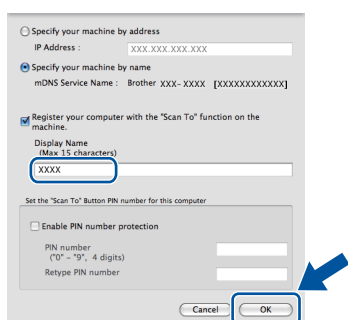 Specify your machine by address
IP Address : XXX.XXX.XXX.XXX
Specify your machine by name
mDNS Service Name : Brother XXX-XXXX [XXXXXXXXXXXX]
Register your computer with the "Scan To" function on the
machine.
Display Name
(Max 15 characters)
XXXX
Set the "Scan To" Button PIN number for this computer
Enable PIN number protection
PIN number
("0" - "9", 4 digits)
Retype PIN number
Cancel OK